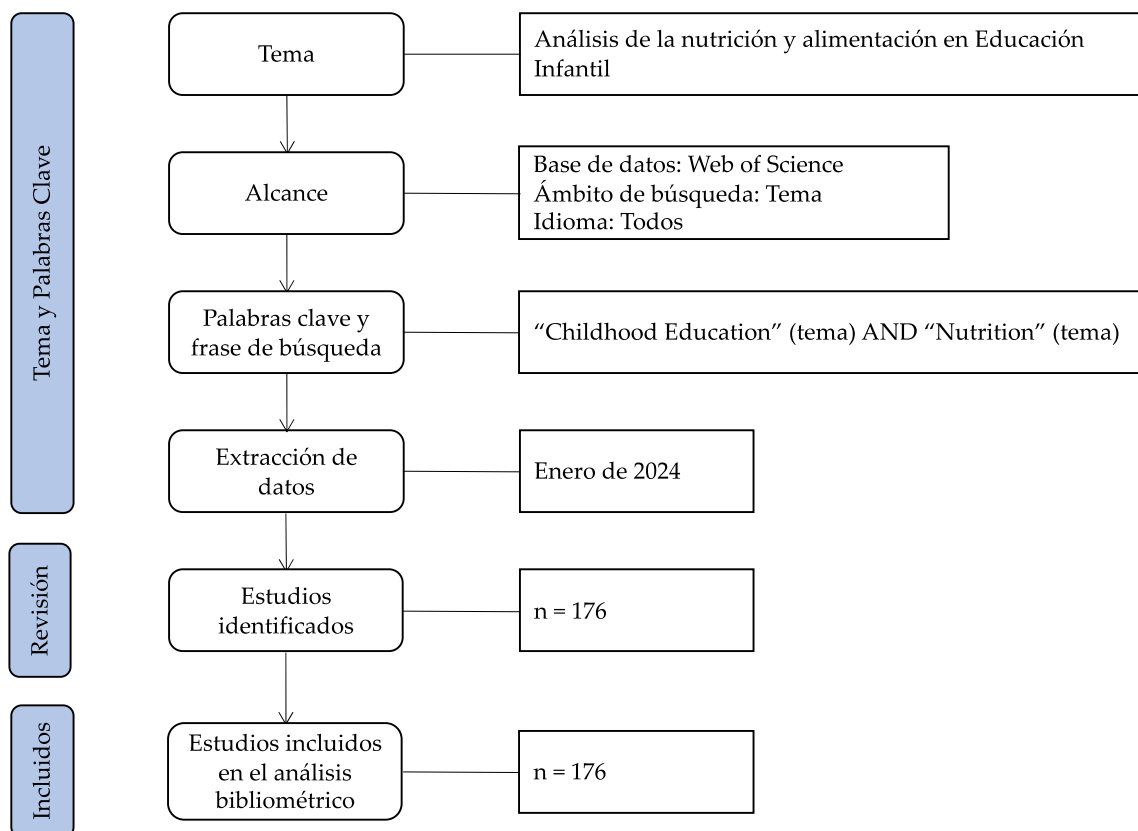 Tema y Palabras Clave
Tema
Análisis de la nutrición y alimentación en Educación
Infantil
Alcance
Base de datos: Web of Science
Ámbito de búsqueda: Tema
Idioma: Todos
Palabras clave y
frase de búsqueda
“Childhood Education” (tema) AND “Nutrition” (tema)
Extracción de
datos
Enero de 2024
Revisión
Estudios
identificados
n = 176
Incluidos
Estudios incluidos
en el análisis
bibliométrico
n = 176